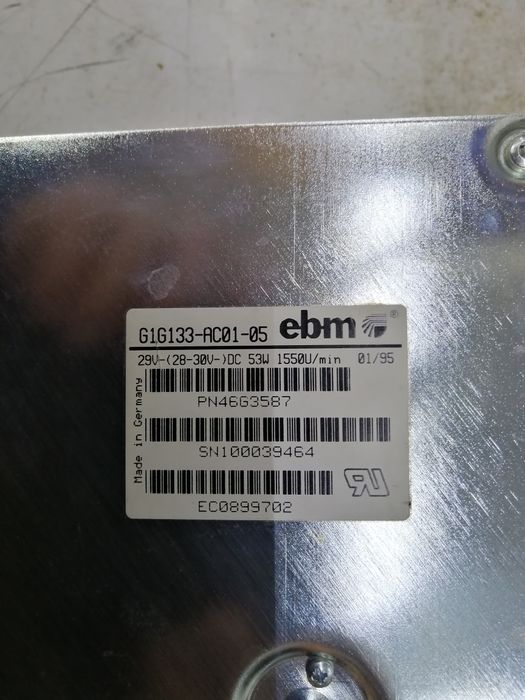 G1G133-AC01-05 ebm ®
29V-(28-30V-)DC 53W 1550U/min 01/95
PN46G3587
SN100039464
EC0899702
Made in Germany
RU